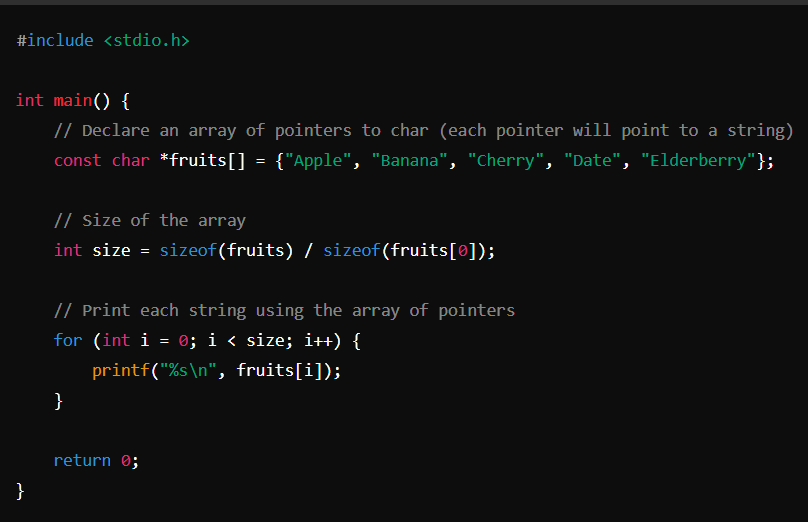 #include <stdio.h>
int main() {
// Declare an array of pointers to char (each pointer will point to a string)
const char *fruits[] = {"Apple", "Banana", "Cherry", "Date", "Elderberry"};
// Size of the array
int size = sizeof(fruits) / sizeof(fruits[0]);
// Print each string using the array of pointers
for (int i = 0; i < size; i++) {
printf("%s\n", fruits[i]);
}
return 0;
}